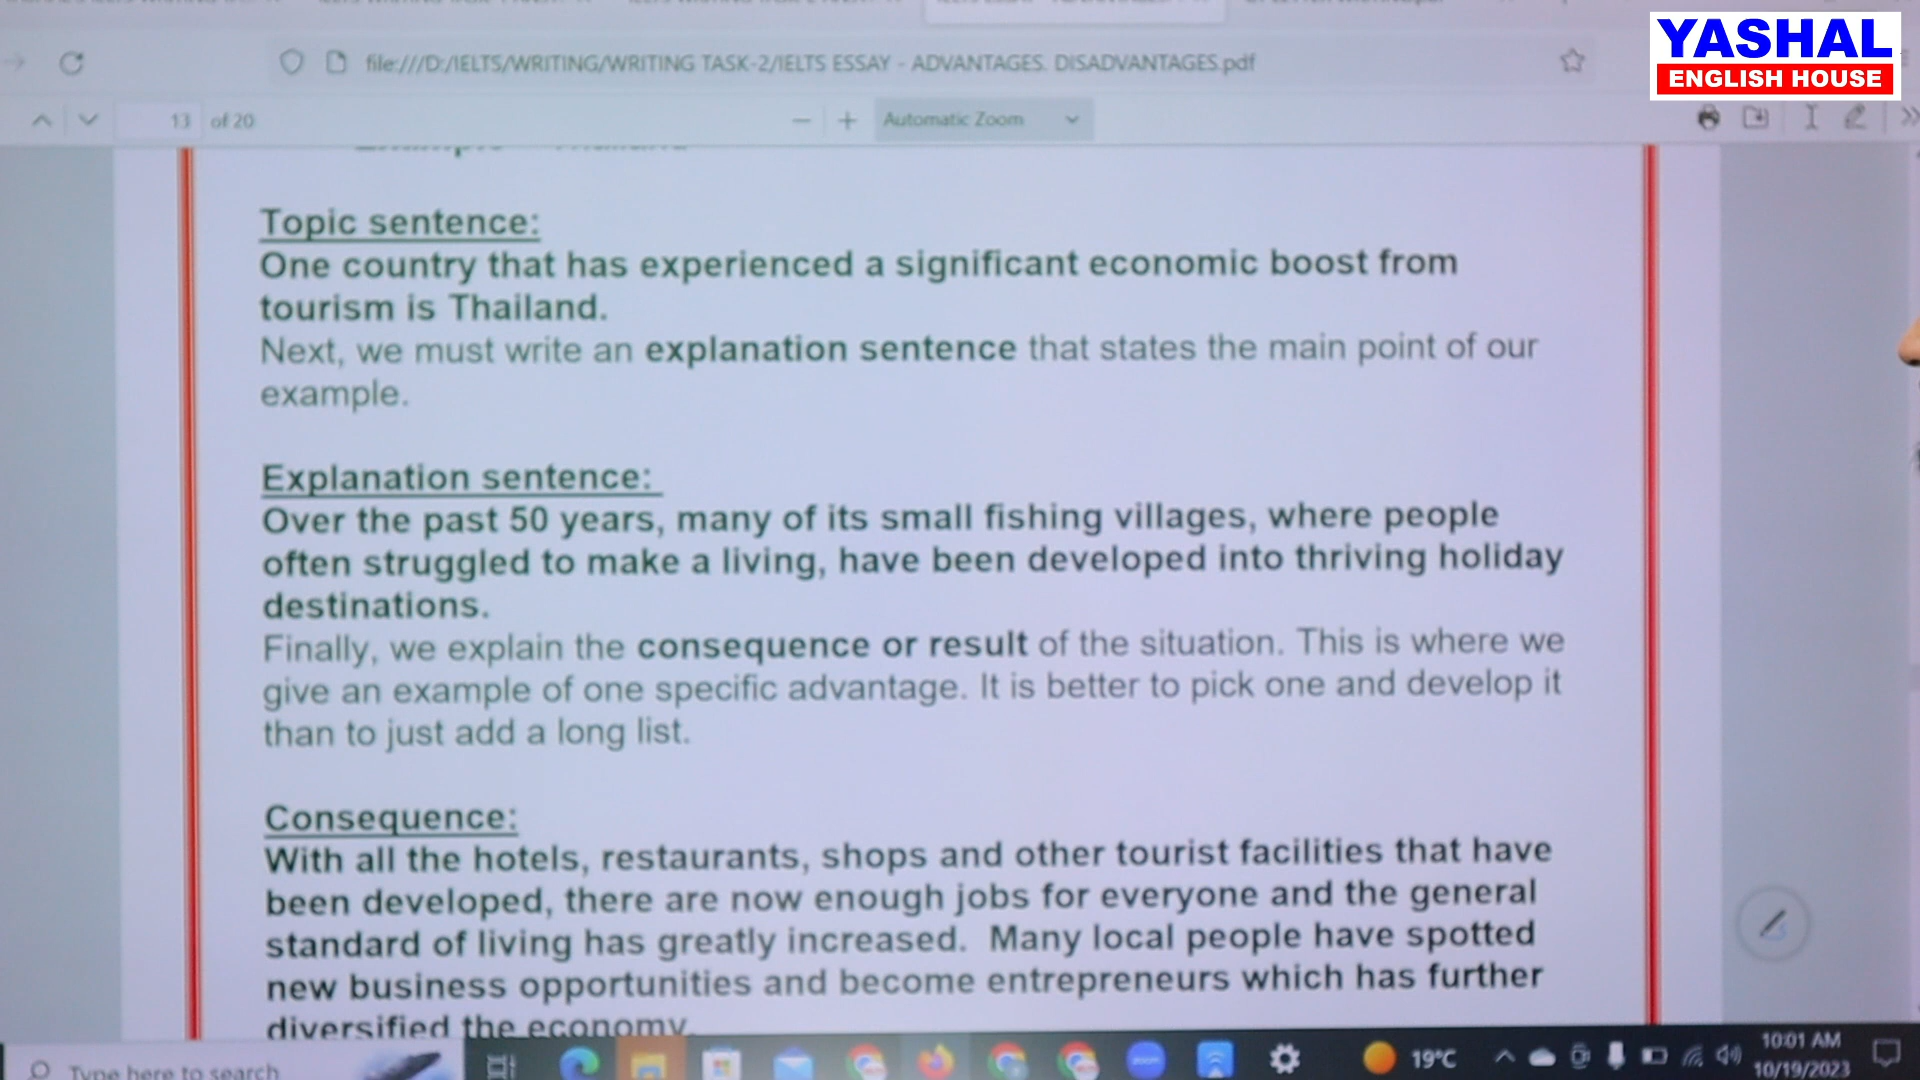 YASHAL
ENGLISH HOUSE
file:///D:/IELTS/WRITING/WRITING TASK-2/IELTS ESSAY - ADVANTAGES. DISADVANTAGES.pdf
13 of 20
Automatic Zoom
Topic sentence:
One country that has experienced a significant economic boost from
tourism is Thailand.
Next, we must write an explanation sentence that states the main point of our
example.
Explanation sentence:
Over the past 50 years, many of its small fishing villages, where people
often struggled to make a living, have been developed into thriving holiday
destinations.
Finally, we explain the consequence or result of the situation. This is where we
give an example of one specific advantage. It is better to pick one and develop it
than to just add a long list.
Consequence:
With all the hotels, restaurants, shops and other tourist facilities that have
been developed, there are now enough jobs for everyone and the general
standard of living has greatly increased. Many local people have spotted
new business opportunities and become entrepreneurs which has further
diversified the economy.
Type here to search
zoom
19°C
10:01 AM
10/19/2023